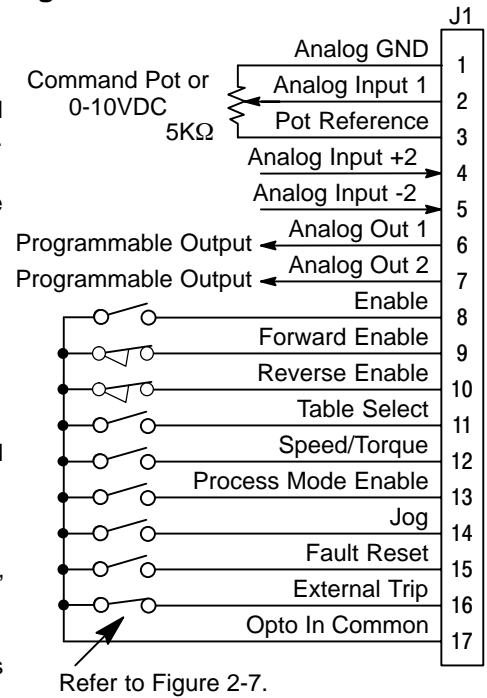 J1
Analog GND 1
Command Pot or
0-10VDC
5KΩ
Analog Input 1 2
Pot Reference 3
Analog Input +2 4
Analog Input -2 5
Programmable Output Analog Out 1 6
Programmable Output Analog Out 2 7
Enable 8
Forward Enable 9
Reverse Enable 10
Table Select 11
Speed/Torque 12
Process Mode Enable 13
Jog 14
Fault Reset 15
External Trip 16
Opto In Common 17
Refer to Figure 2-7.